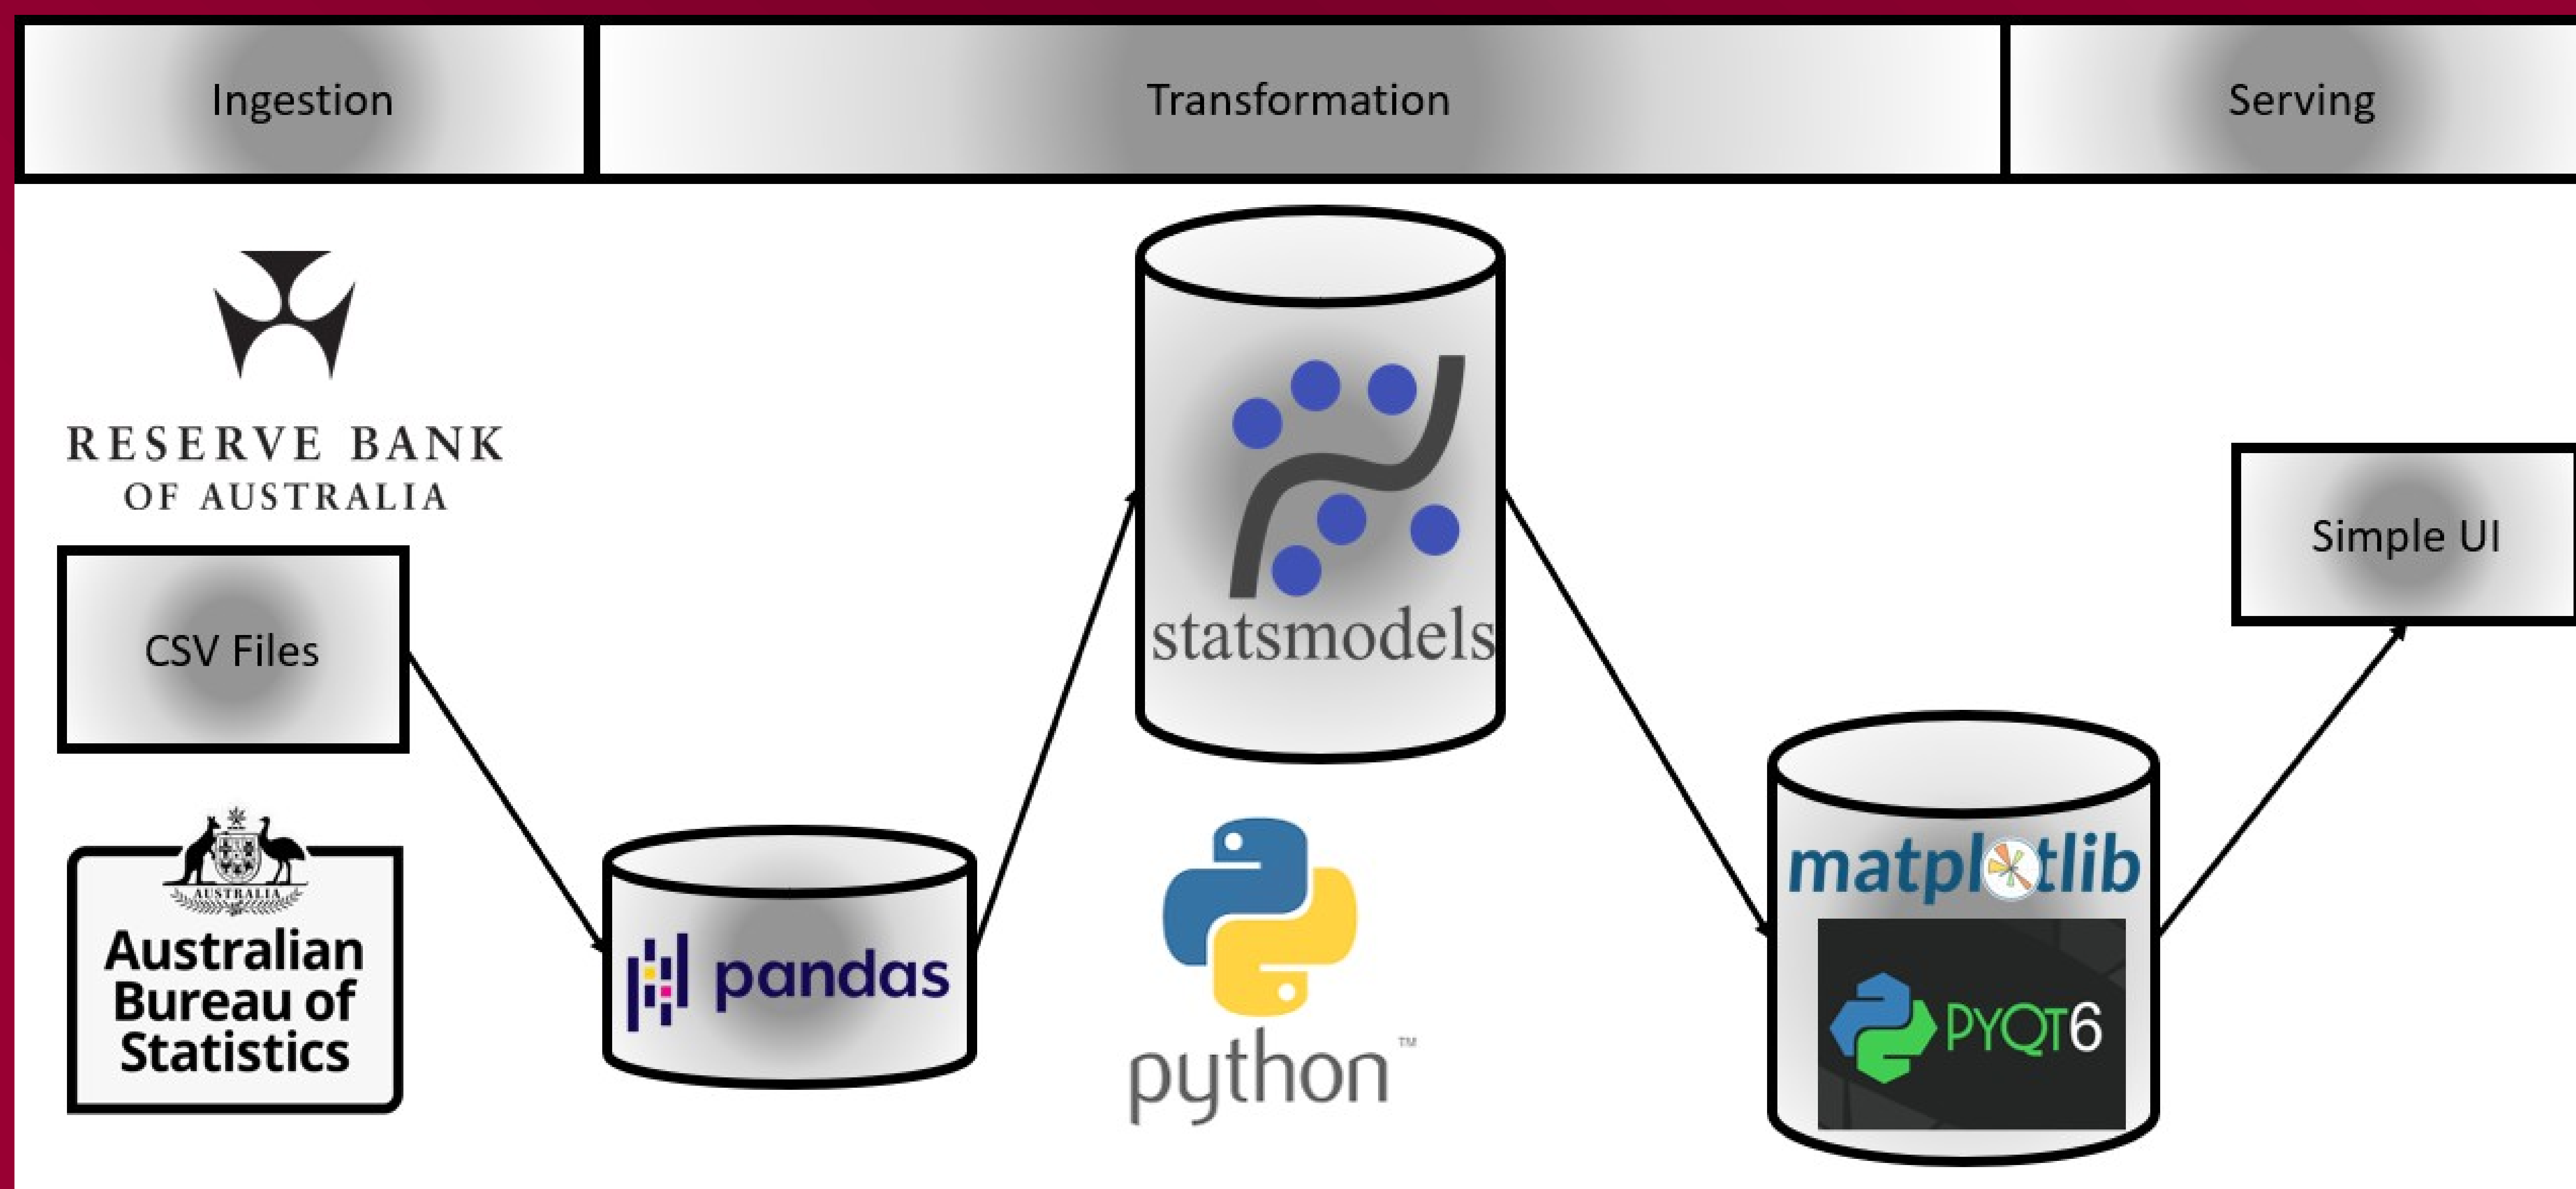 Ingestion
Transformation
Serving
RESERVE BANK
OF AUSTRALIA
CSV Files
AUSTRALIA
Australian
Bureau of
Statistics
pandas
statsmodels
python™
matplotlib
PYQT6
Simple UI